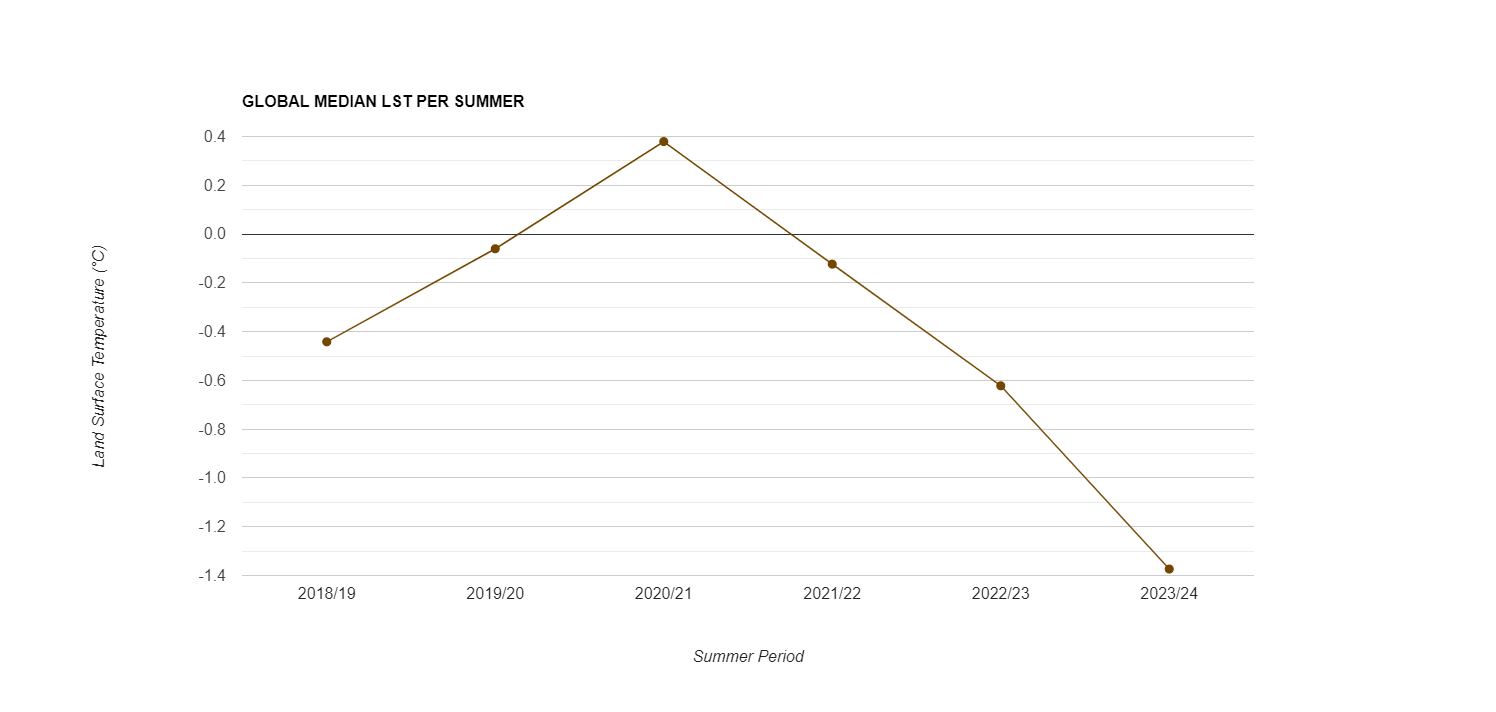 GLOBAL MEDIAN LST PER SUMMER
0.4
0.2
0.0
-0.2
-0.4
-0.6
-0.8
-1.0
-1.2
-1.4
Land Surface Temperature (°C)
2018/19 2019/20 2020/21 2021/22 2022/23 2023/24
Summer Period